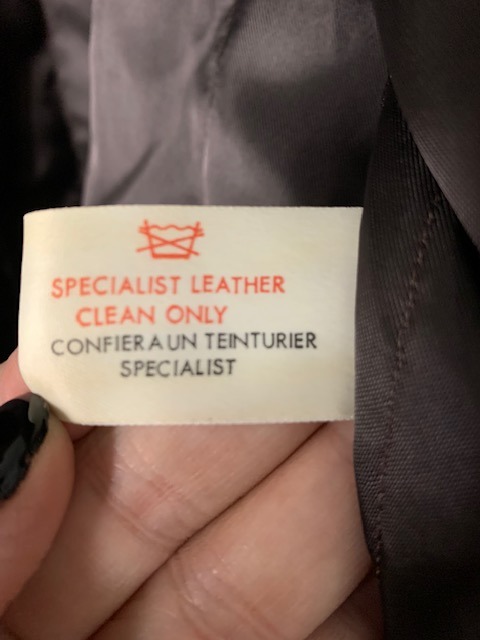 SPECIALIST LEATHER
CLEAN ONLY
CONFIER A UN TEINTURIER
SPECIALIST